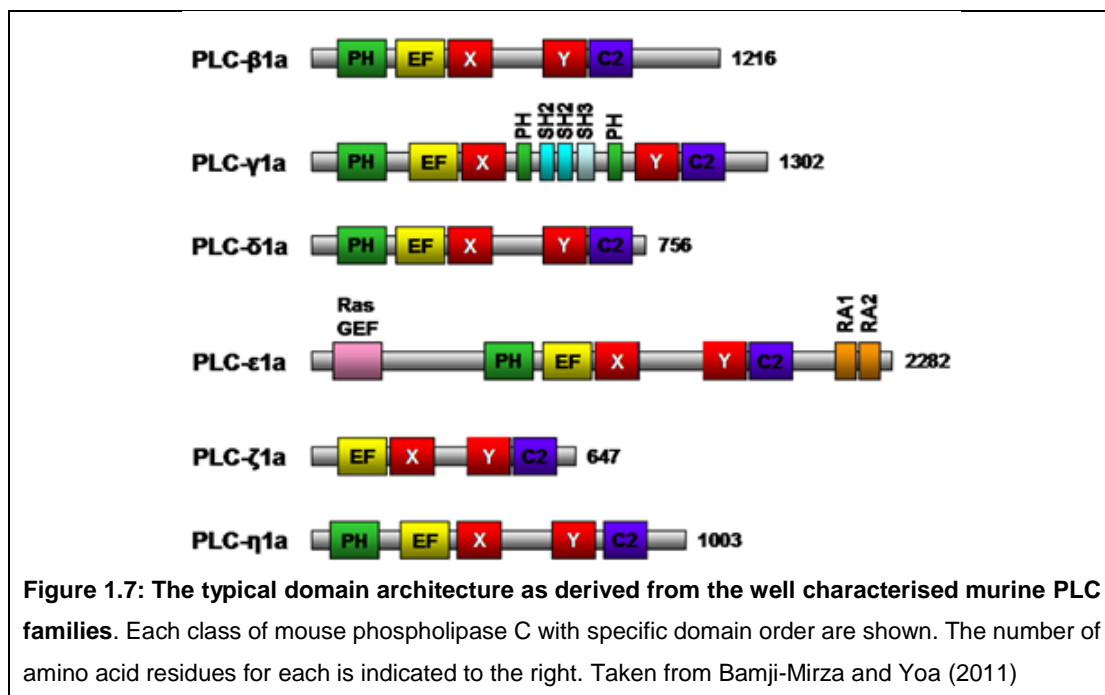 PLC-β1a PH EF X Y C2 1216
PH SH2 SH2 SH3 PH
PLC-γ1a PH EF X Y C2 1302
PLC-δ1a PH EF X Y C2 756
Ras
GEF
RA1 RA2
PLC-ε1a PH EF X Y C2 2282
PLC-ζ1a EF X Y C2 647
PLC-η1a PH EF X Y C2 1003
Figure 1.7: The typical domain architecture as derived from the well characterised murine PLC
families. Each class of mouse phospholipase C with specific domain order are shown. The number of
amino acid residues for each is indicated to the right. Taken from Bamji-Mirza and Yoa (2011)